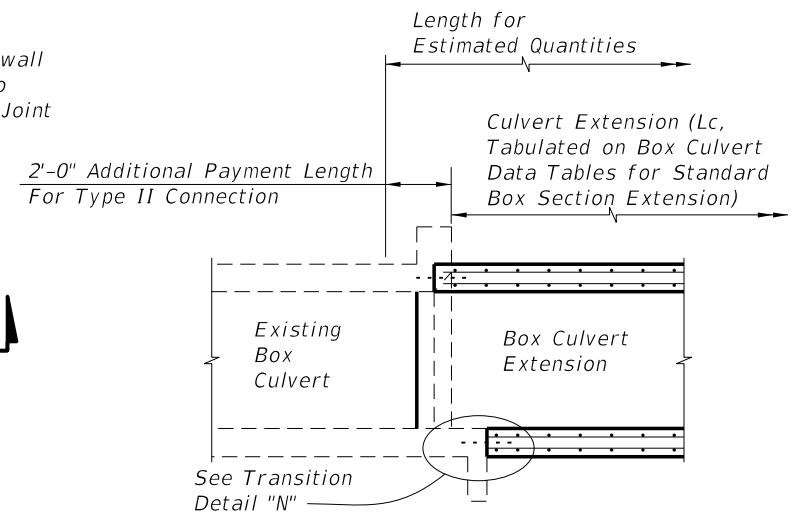 Length for
Estimated Quantities
wall
Joint
Culvert Extension (Lc,
Tabulated on Box Culvert
Data Tables for Standard
Box Section Extension)
2'-0" Additional Payment Length
For Type II Connection
Existing
Box
Culvert
Box Culvert
Extension
See Transition
Detail "N"